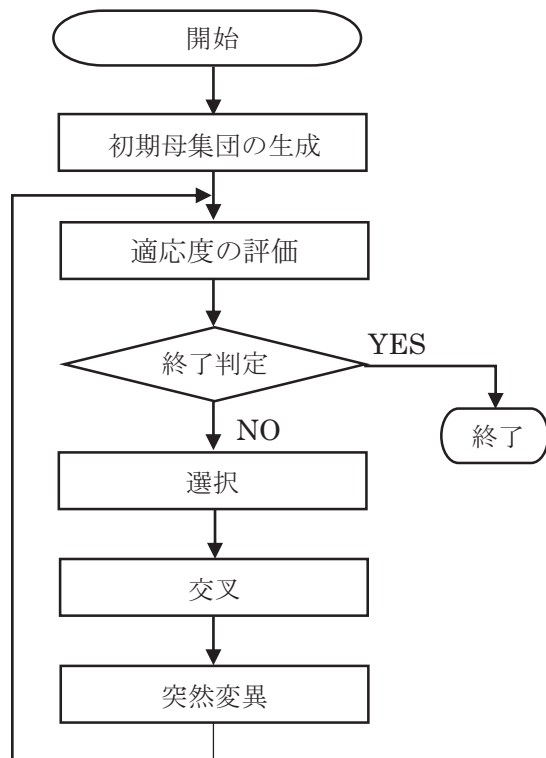 開始
初期母集団の生成
適応度の評価
終了判定
YES
終了
NO
選択
交叉
突然変異